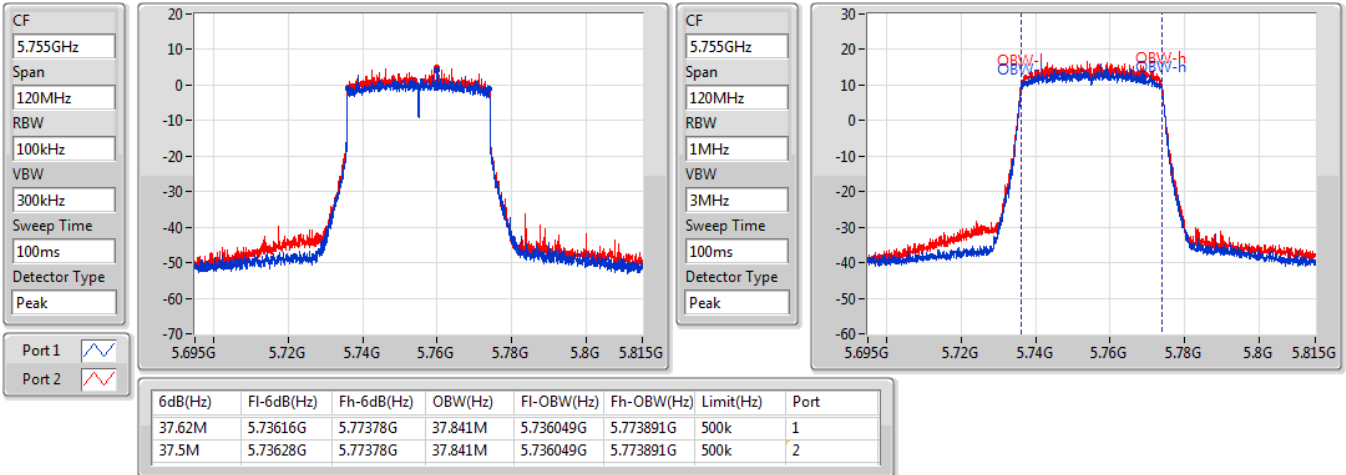 CF
5.755GHz
Span
120MHz
RBW
100kHz
VBW
300kHz
Sweep Time
100ms
Detector Type
Peak
20
10
0
-10
-20
-30
-40
-50
-60
-70
5.695G 5.72G 5.74G 5.76G 5.78G 5.8G 5.815G
CF
5.755GHz
Span
120MHz
RBW
1MHz
VBW
3MHz
Sweep Time
100ms
Detector Type
Peak
30
20
10
0
-10
-20
-30
-40
-50
-60
OBW-l OBW-h
OBW-h
5.695G 5.72G 5.74G 5.76G 5.78G 5.8G 5.815G
Port 1
Port 2
6dB(Hz) Fl-6dB(Hz) Fh-6dB(Hz) OBW(Hz) Fl-OBW(Hz) Fh-OBW(Hz) Limit(Hz) Port
37.62M 5.73616G 5.77378G 37.841M 5.736049G 5.773891G 500k 1
37.5M 5.73628G 5.77378G 37.841M 5.736049G 5.773891G 500k 2